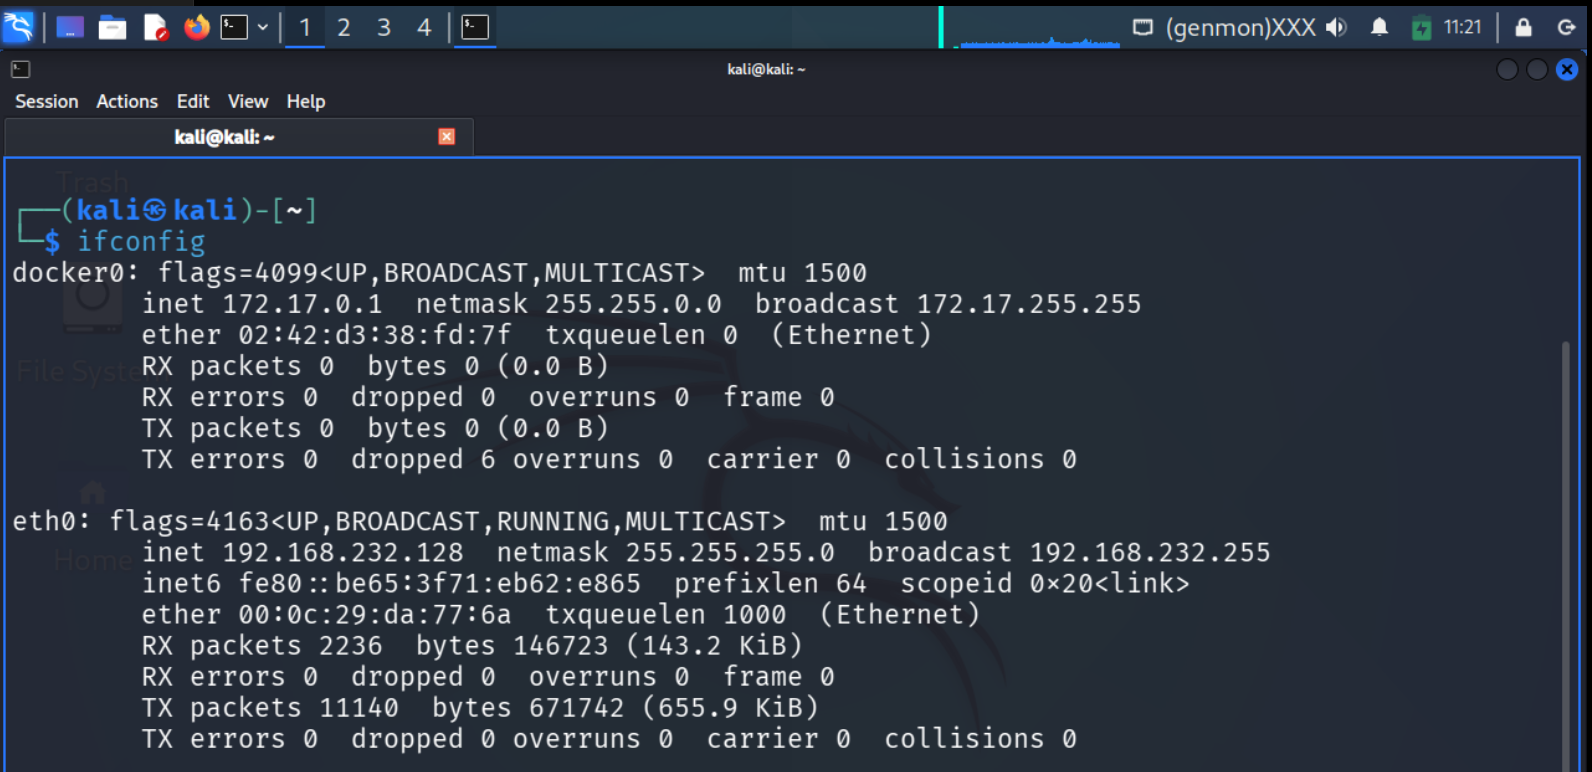 1 2 3 4 (genmon)XXX 11:21
kali@kali: ~
Session Actions Edit View Help
kali@kali: ~
Trash
┌──(kali㉿kali)-[~]
└─$ ifconfig
docker0: flags=4099<UP,BROADCAST,MULTICAST>  mtu 1500
        inet 172.17.0.1  netmask 255.255.0.0  broadcast 172.17.255.255
        ether 02:42:d3:38:fd:7f  txqueuelen 0  (Ethernet)
File System
        RX packets 0  bytes 0 (0.0 B)
        RX errors 0  dropped 0  overruns 0  frame 0
        TX packets 0  bytes 0 (0.0 B)
        TX errors 0  dropped 6 overruns 0  carrier 0  collisions 0
eth0: flags=4163<UP,BROADCAST,RUNNING,MULTICAST>  mtu 1500
        inet 192.168.232.128  netmask 255.255.255.0  broadcast 192.168.232.255
Home
        inet6 fe80::be65:3f71:eb62:e865  prefixlen 64  scopeid 0×20<link>
        ether 00:0c:29:da:77:6a  txqueuelen 1000  (Ethernet)
        RX packets 2236  bytes 146723 (143.2 KiB)
        RX errors 0  dropped 0  overruns 0  frame 0
        TX packets 11140  bytes 671742 (655.9 KiB)
        TX errors 0  dropped 0 overruns 0  carrier 0  collisions 0